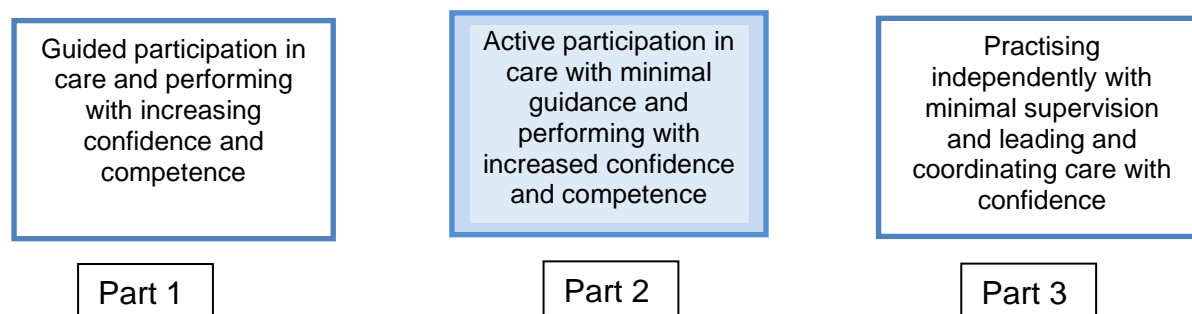 Guided participation in
care and performing
with increasing
confidence and
competence
Active participation in
care with minimal
guidance and
performing with
increased confidence
and competence
Practising
independently with
minimal supervision
and leading and
coordinating care with
confidence
Part 1
Part 2
Part 3